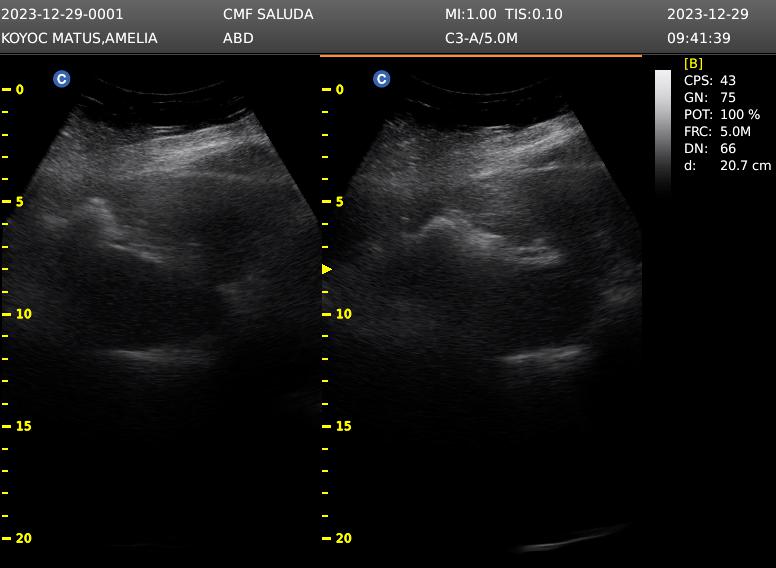 2023-12-29-0001 CMF SALUDA MI:1.00 TIS:0.10 2023-12-29
KOYOC MATUS,AMELIA ABD C3-A/5.0M 09:41:39
[B]
CPS: 43
GN: 75
POT: 100 %
FRC: 5.0M
DN: 66
d: 20.7 cm
C
0
5
10
15
20
C
0
5
10
15
20